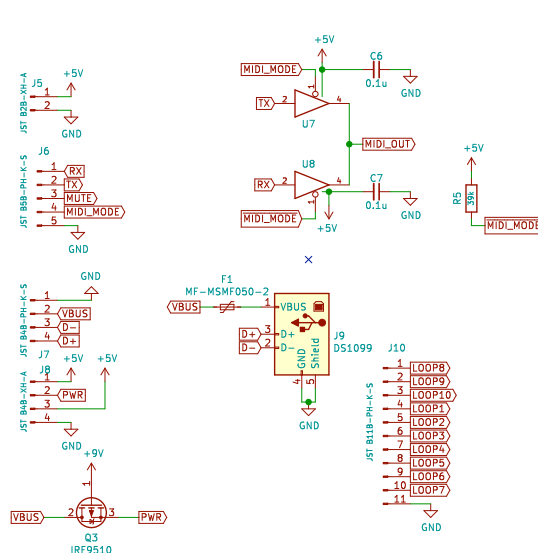 J5
+5V
1
2
GND
JST B2B-XH-A
J6
1 RX
2 TX
3 MUTE
4 MIDI_MODE
5
GND
JST B5B-PH-K-S
GND
1
2 VBUS
3 D-
4 D+
JST B4B-PH-K-S
J7
J8
+5V
+5V
1
2 PWR
3
4
GND
JST B4B-XH-A
+9V
1
VBUS 2 3 PWR
Q3
IRF9510
+5V
C6
MIDI_MODE
0.1u
GND
1
TX 2 4
U7
MIDI_OUT
U8
RX 2 4
C7
0.1u
GND
MIDI_MODE
1
+5V
+5V
R5
39k
MIDI_MODE
F1
MF-MSMF050-2
VBUS 1 VBUS
D+ 3 D+
D- 2 D-
GND
Shield
4 5
GND
J9
DS1099
J10
1 LOOP8
2 LOOP9
3 LOOP10
4 LOOP1
5 LOOP2
6 LOOP3
7 LOOP4
8 LOOP5
9 LOOP6
10 LOOP7
11
GND
JST B11B-PH-K-S